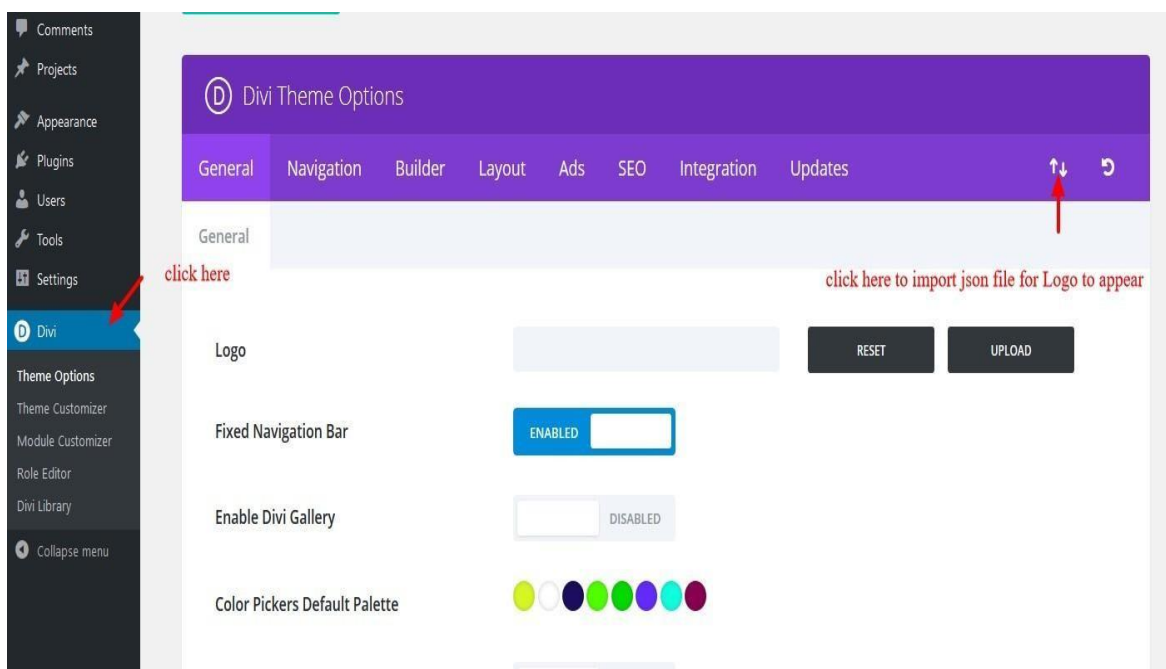 Comments
Projects
Appearance
Plugins
Users
Tools
Settings
click here
D Divi
Theme Options
Theme Customizer
Module Customizer
Role Editor
Divi Library
Collapse menu
D Divi Theme Options
General Navigation Builder Layout Ads SEO Integration Updates
General
click here to import json file for Logo to appear
Logo RESET UPLOAD
Fixed Navigation Bar ENABLED
Enable Divi Gallery DISABLED
Color Pickers Default Palette